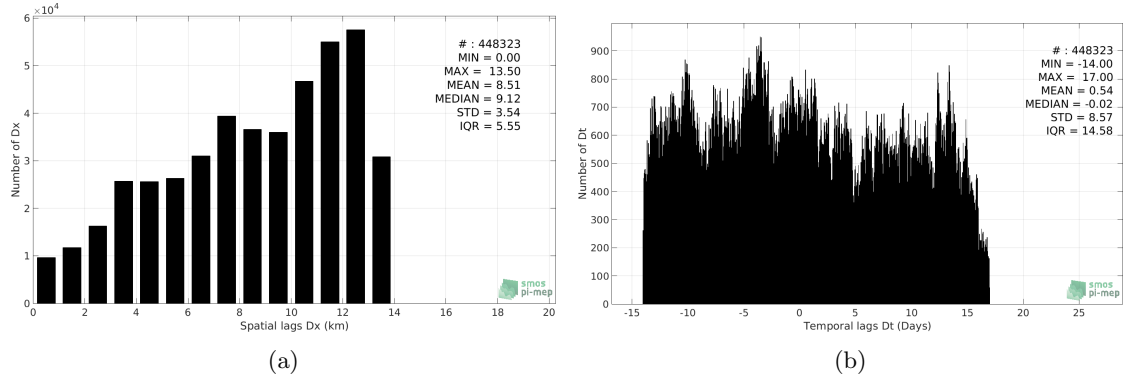 ×10⁴
6
5
4
3
2
1
0
Number of Dx
# : 448323
MIN = 0.00
MAX = 13.50
MEAN = 8.51
MEDIAN = 9.12
STD = 3.54
IQR = 5.55
smos
pi-mep
0 2 4 6 8 10 12 14 16 18 20
Spatial lags Dx (km)
(a)
900
800
700
600
500
400
300
200
100
0
Number of Dt
# : 448323
MIN = -14.00
MAX = 17.00
MEAN = 0.54
MEDIAN = -0.02
STD = 8.57
IQR = 14.58
smos
pi-mep
-15 -10 -5 0 5 10 15 20 25
Temporal lags Dt (Days)
(b)